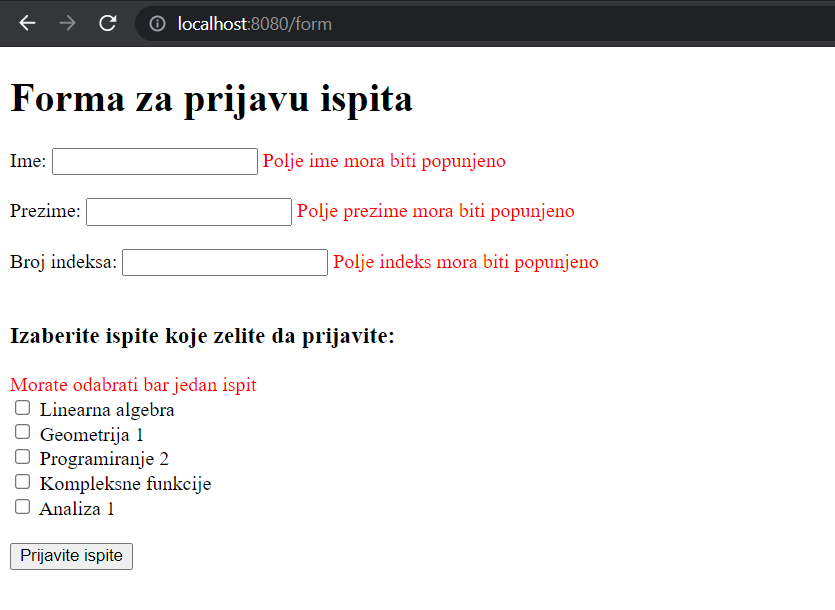 localhost:8080/form
Forma za prijavu ispita
Ime: Polje ime mora biti popunjeno
Prezime: Polje prezime mora biti popunjeno
Broj indeksa: Polje indeks mora biti popunjeno
Izaberite ispite koje zelite da prijavite:
Morate odabrati bar jedan ispit
Linearna algebra
Geometrija 1
Programiranje 2
Kompleksne funkcije
Analiza 1
Prijavite ispite